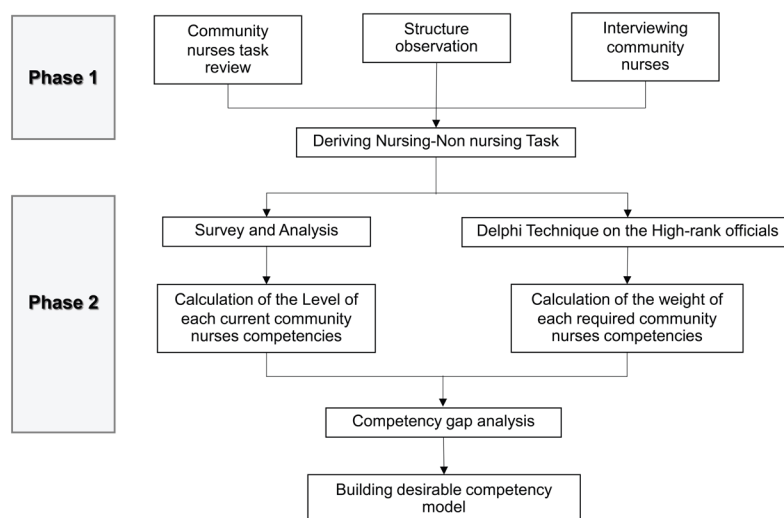 Phase 1
Community
nurses task
review
Structure
observation
Interviewing
community
nurses
Deriving Nursing-Non nursing Task
Phase 2
Survey and Analysis
Delphi Technique on the High-rank officials
Calculation of the Level of
each current community
nurses competencies
Calculation of the weight of
each required community
nurses competencies
Competency gap analysis
Building desirable competency
model